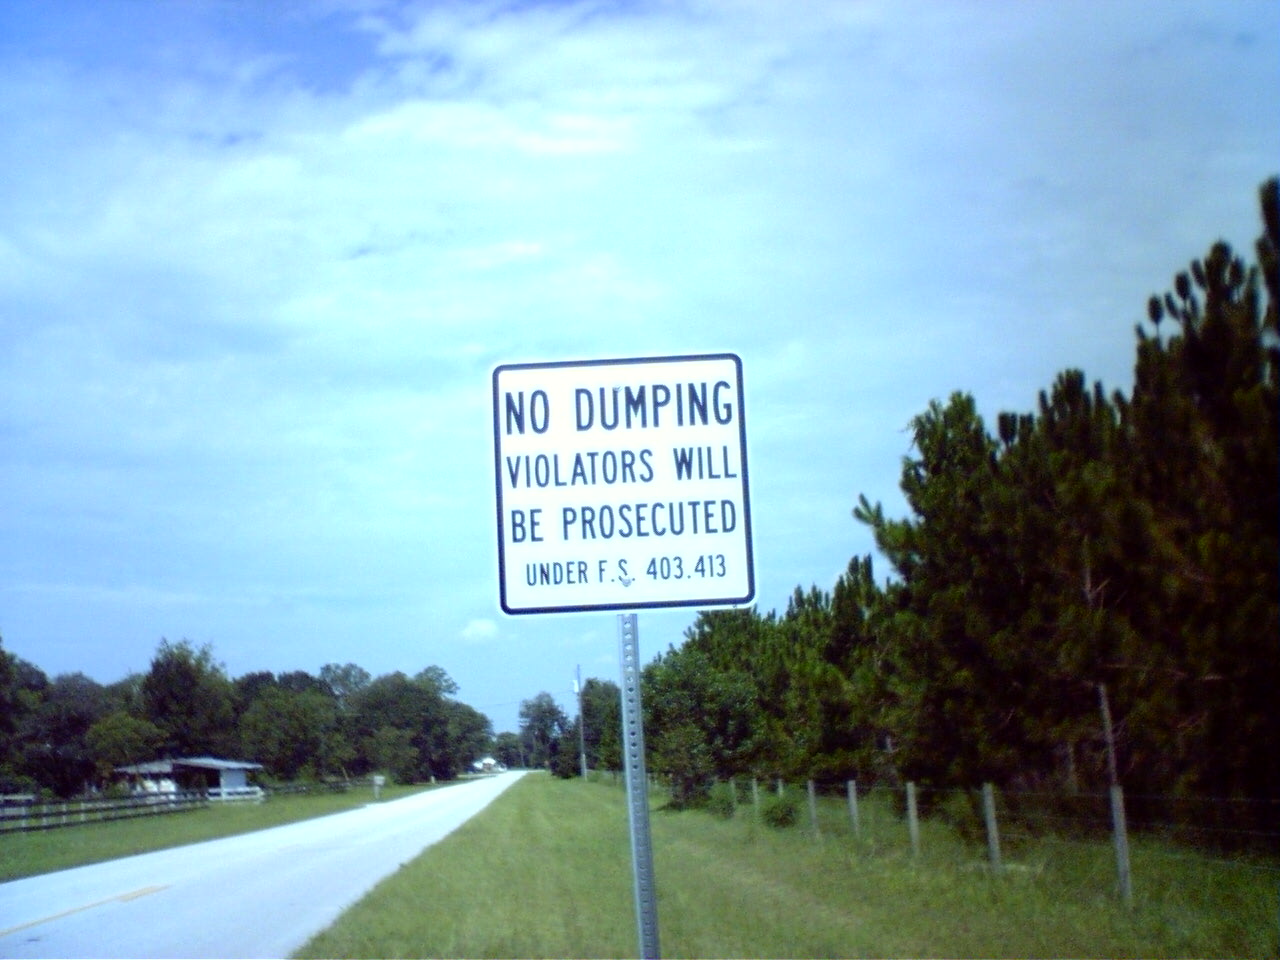 NO DUMPING
VIOLATORS WILL
BE PROSECUTED
UNDER F.S. 403.413